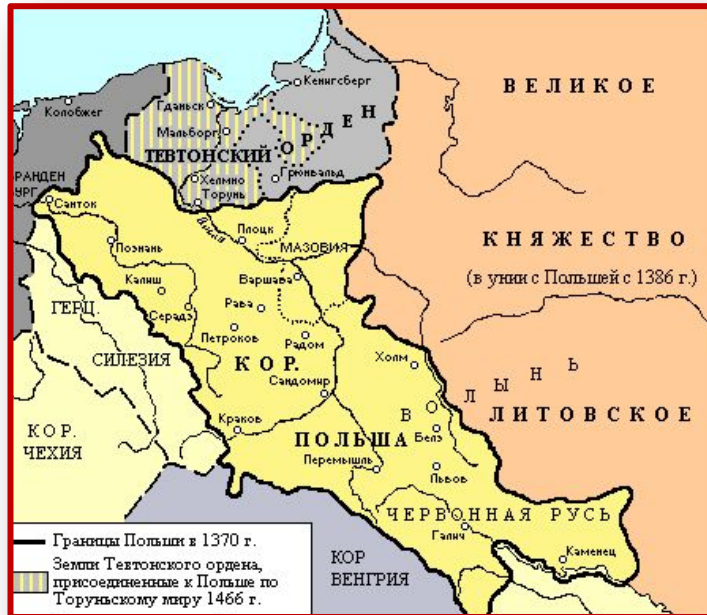 Кенигсберг
ВЕЛИКОЕ
Колобжег
Гданьск
Мальборг
ТЕВТОНСКИЙ ОРДЕН
РАНДЕН
УРГ
Хелмно
Грюнвальд
Торунь
Санток
Висла
Плоцк
МАЗОВИЯ
КНЯЖЕСТВО
(в унии с Польшей с 1386 г.)
Познань
Варшава
Калиш
Рава
Серадз
ГЕРЦ.
СИЛЕЗИЯ
Петроков
Радом
Холм
КОР.
Сандомир
ВОЛЫНЬ
ЛИТОВСКОЕ
КОР.
ЧЕХИЯ
Краков
ПОЛЬША
Белз
Перемышль
Львов
ЧЕРВОННАЯ РУСЬ
Галич
Каменец
КОР
ВЕНГРИЯ
Границы Польши в 1370 г.
Земли Тевтонского ордена,
присоединенные к Польше по
Торуньскому миру 1466 г.